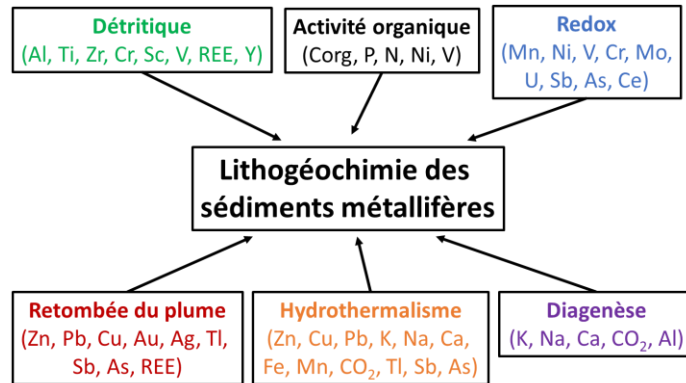 Détritique
(Al, Ti, Zr, Cr, Sc, V, REE, Y)
Activité organique
(Corg, P, N, Ni, V)
Redox
(Mn, Ni, V, Cr, Mo,
U, Sb, As, Ce)
Lithogéochimie des
sédiments métallifères
Retombée du plume
(Zn, Pb, Cu, Au, Ag, Tl,
Sb, As, REE)
Hydrothermalisme
(Zn, Cu, Pb, K, Na, Ca,
Fe, Mn, CO₂, Tl, Sb, As)
Diagenèse
(K, Na, Ca, CO₂, Al)